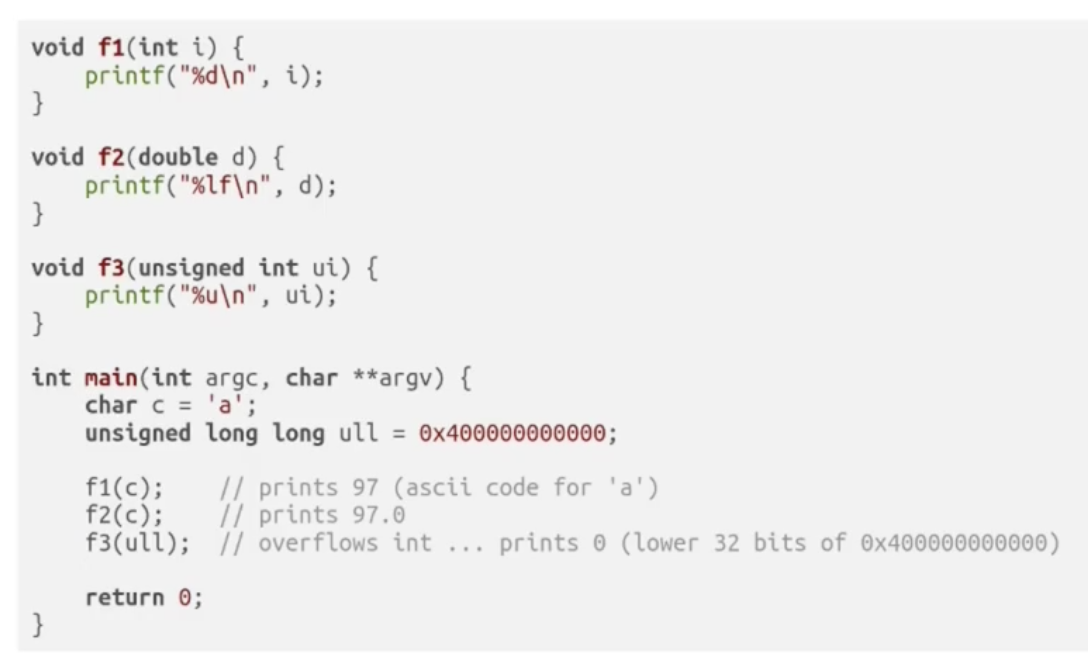 void f1(int i) {
    printf("%d\n", i);
}

void f2(double d) {
    printf("%lf\n", d);
}

void f3(unsigned int ui) {
    printf("%u\n", ui);
}

int main(int argc, char **argv) {
    char c = 'a';
    unsigned long long ull = 0x400000000000;

    f1(c);    // prints 97 (ascii code for 'a')
    f2(c);    // prints 97.0
    f3(ull);  // overflows int ... prints 0 (lower 32 bits of 0x400000000000)

    return 0;
}